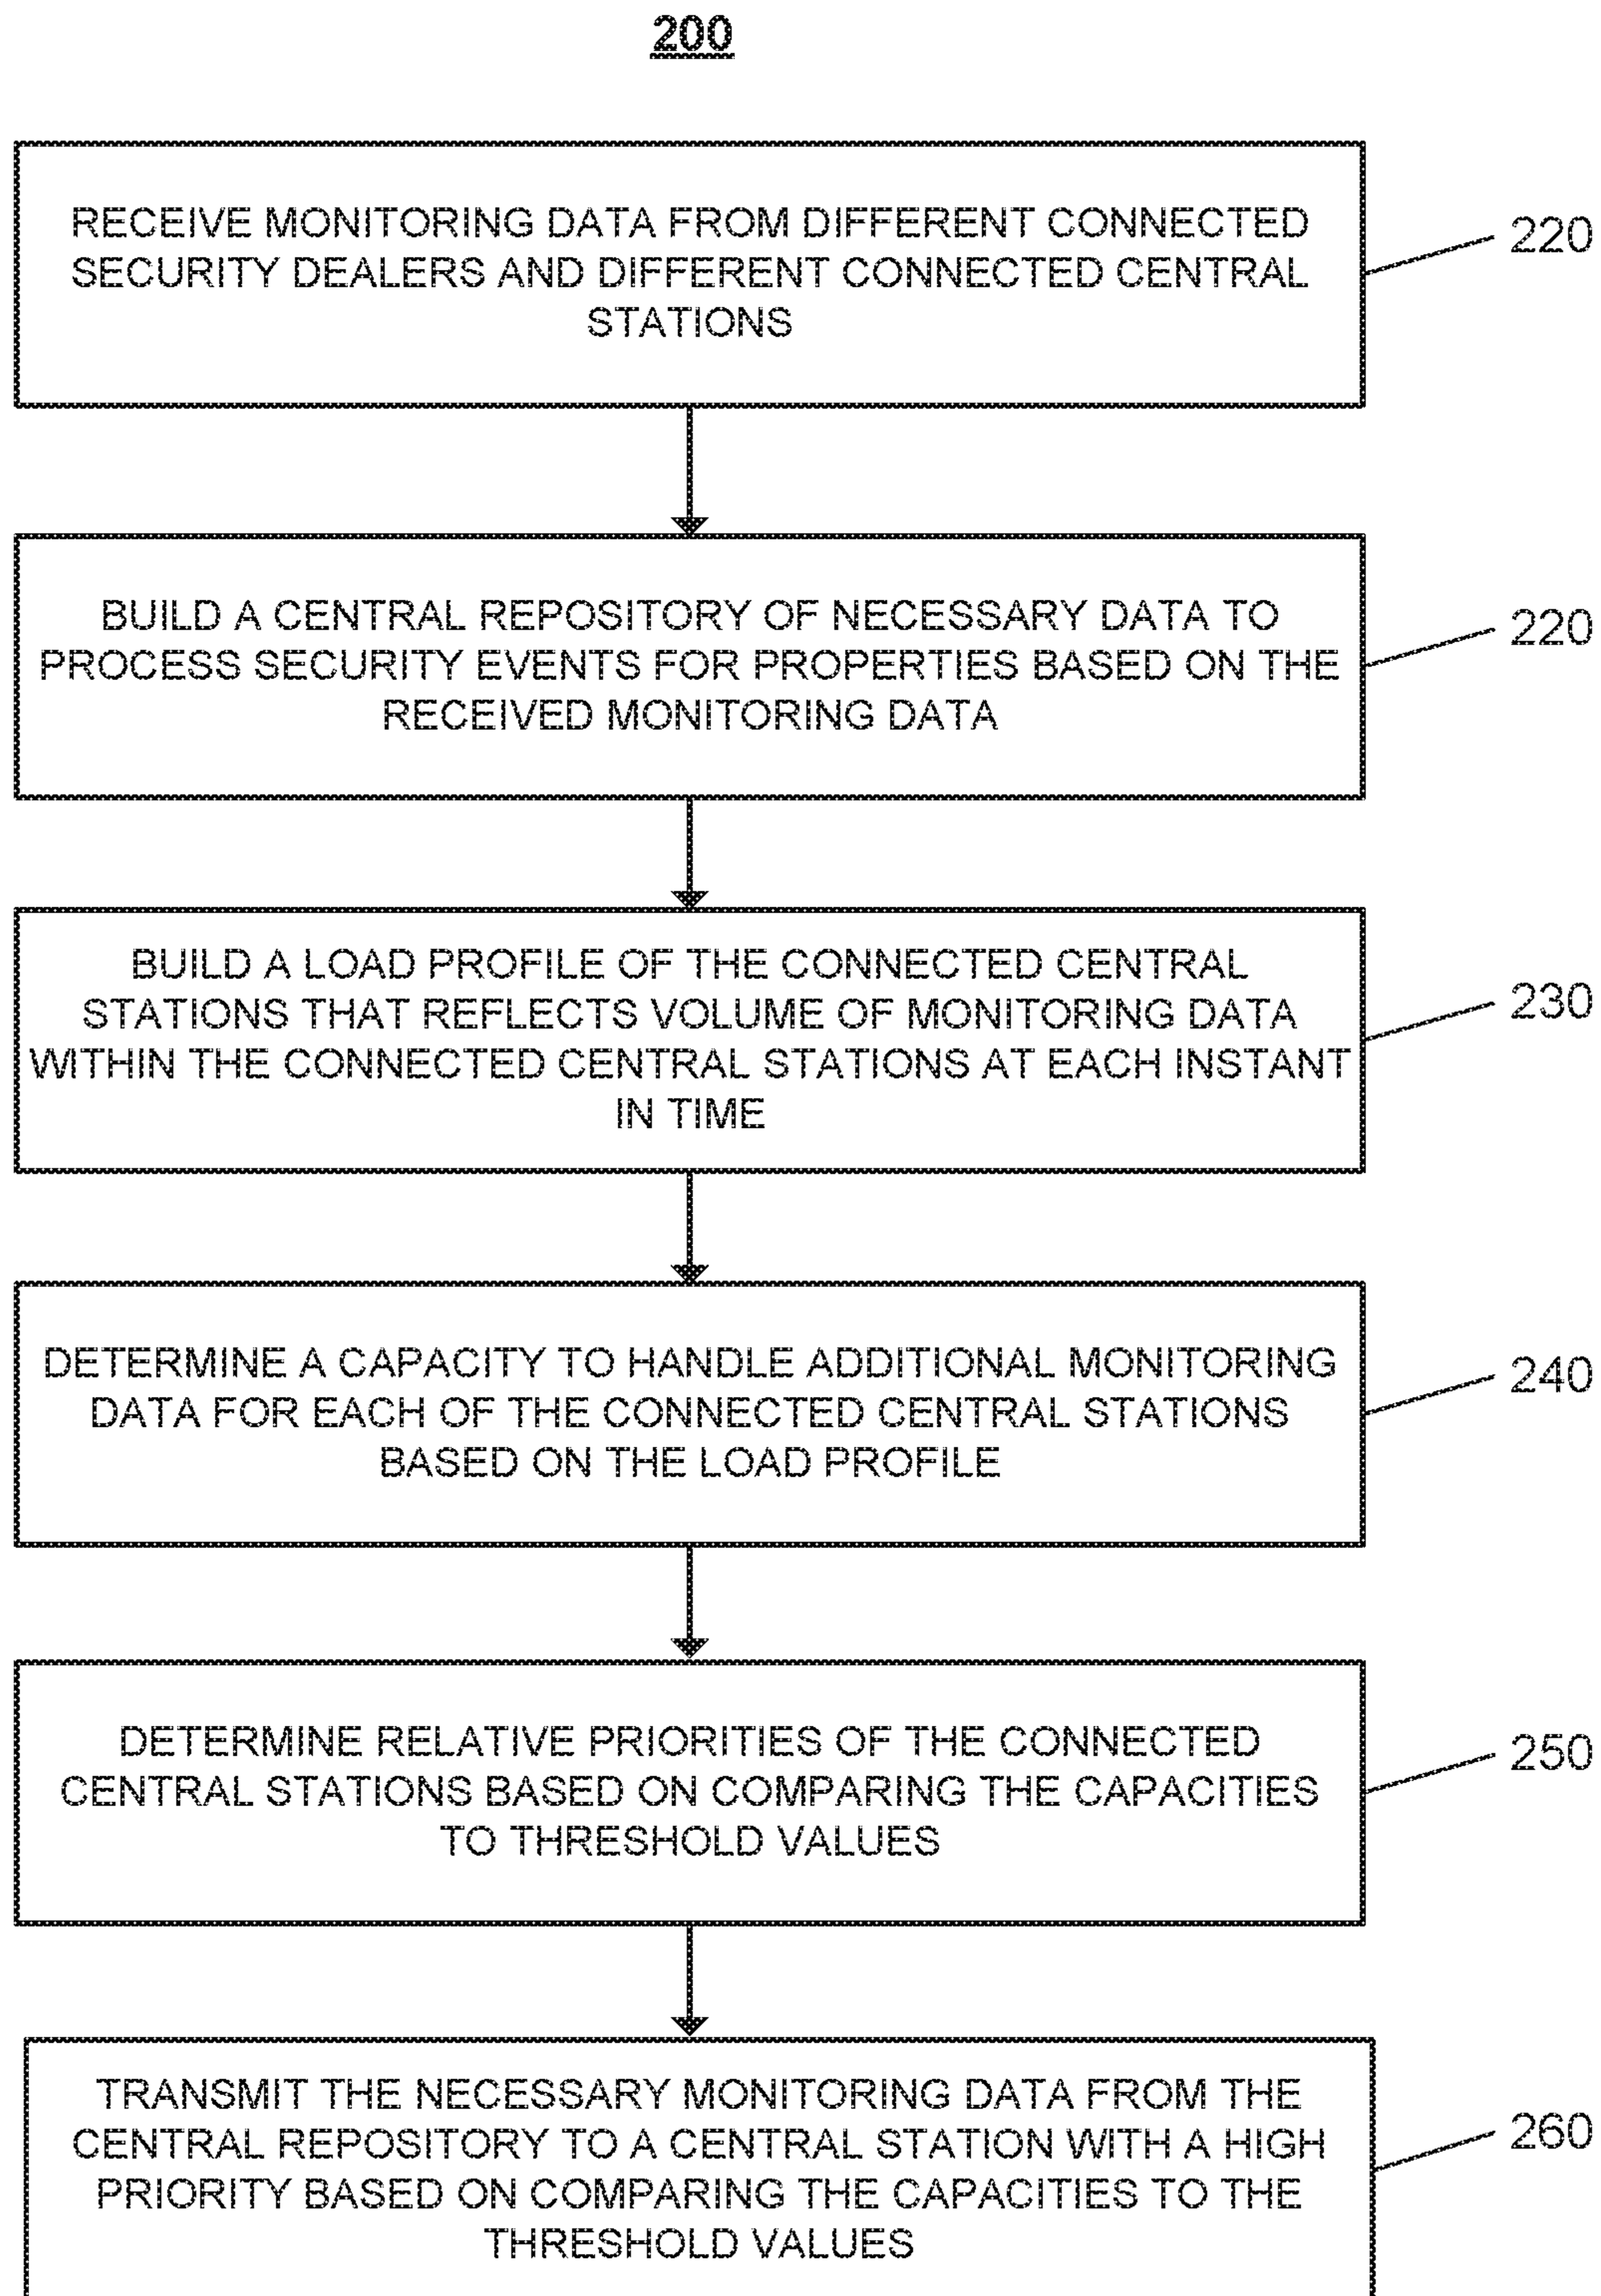 200
RECEIVE MONITORING DATA FROM DIFFERENT CONNECTED
SECURITY DEALERS AND DIFFERENT CONNECTED CENTRAL
STATIONS
220
BUILD A CENTRAL REPOSITORY OF NECESSARY DATA TO
PROCESS SECURITY EVENTS FOR PROPERTIES BASED ON THE
RECEIVED MONITORING DATA
220
BUILD A LOAD PROFILE OF THE CONNECTED CENTRAL
STATIONS THAT REFLECTS VOLUME OF MONITORING DATA
WITHIN THE CONNECTED CENTRAL STATIONS AT EACH INSTANT
IN TIME
230
DETERMINE A CAPACITY TO HANDLE ADDITIONAL MONITORING
DATA FOR EACH OF THE CONNECTED CENTRAL STATIONS
BASED ON THE LOAD PROFILE
240
DETERMINE RELATIVE PRIORITIES OF THE CONNECTED
CENTRAL STATIONS BASED ON COMPARING THE CAPACITIES
TO THRESHOLD VALUES
250
TRANSMIT THE NECESSARY MONITORING DATA FROM THE
CENTRAL REPOSITORY TO A CENTRAL STATION WITH A HIGH
PRIORITY BASED ON COMPARING THE CAPACITIES TO THE
THRESHOLD VALUES
260